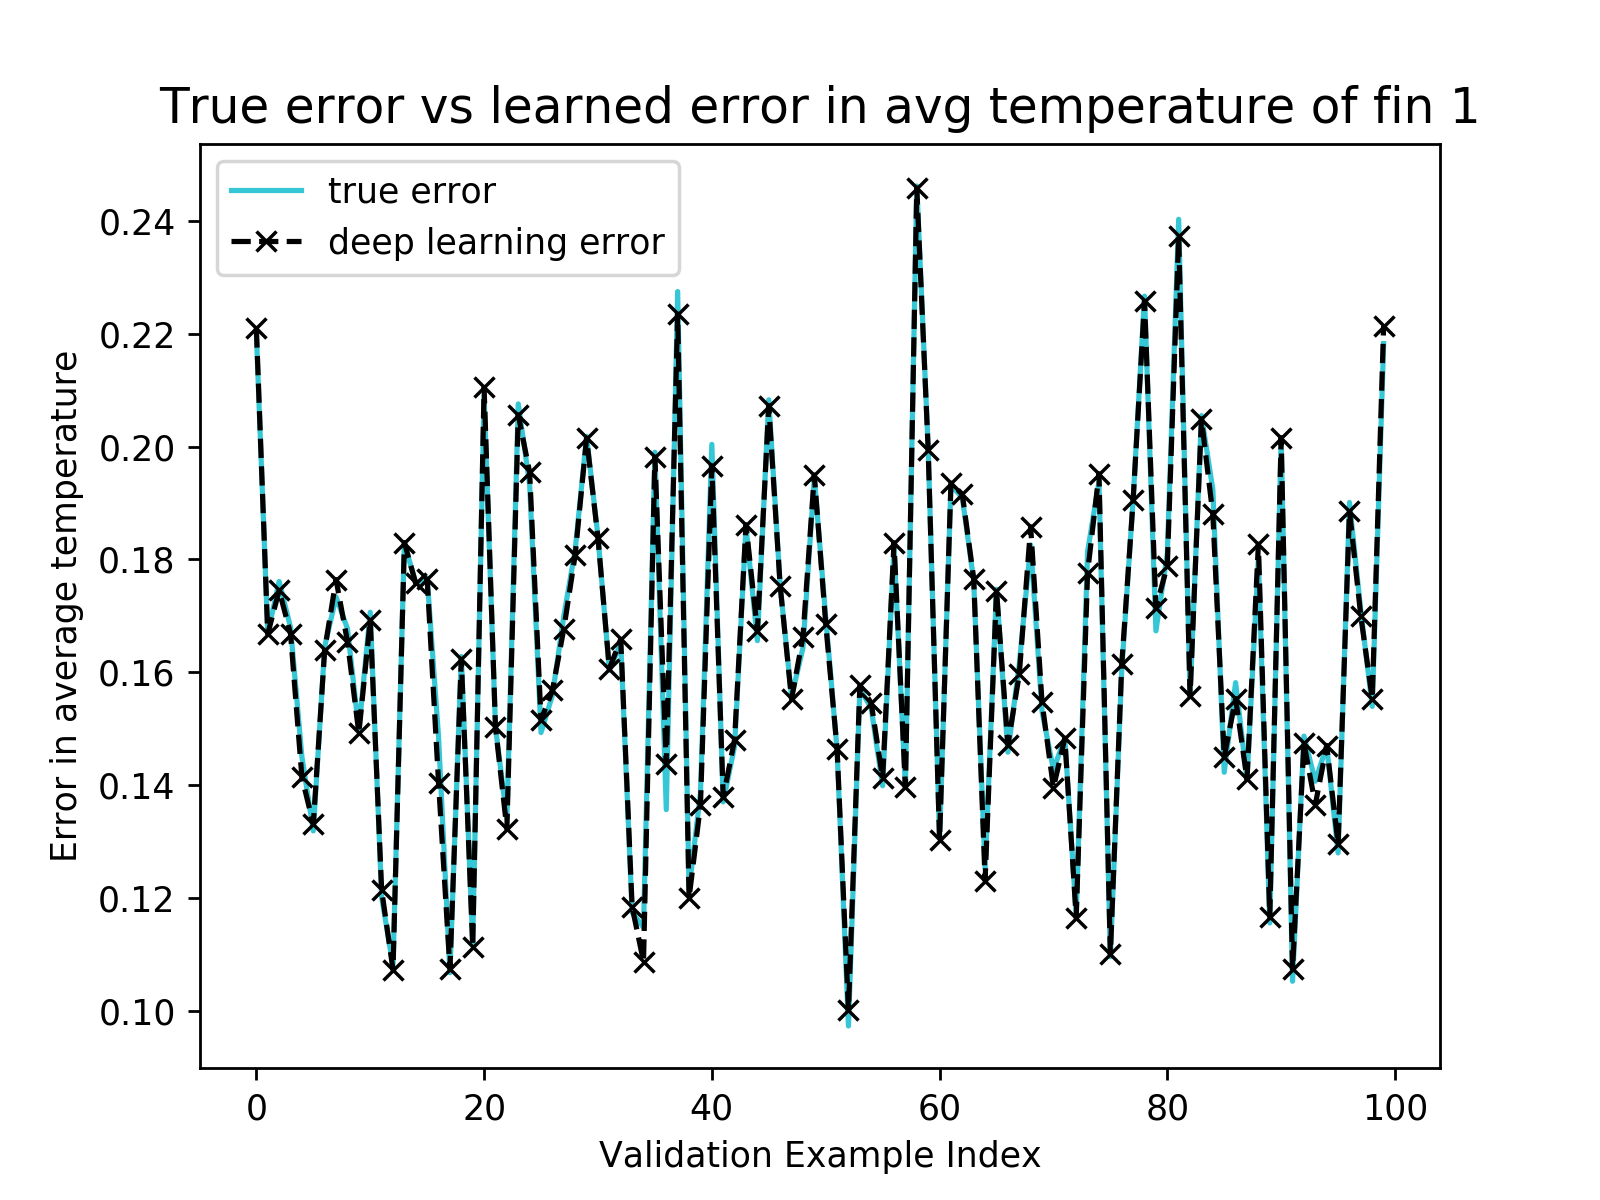 True error vs learned error in avg temperature of fin 1
true error
deep learning error
0.24
0.22
0.20
0.18
0.16
0.14
0.12
0.10
Error in average temperature
0 20 40 60 80 100
Validation Example Index